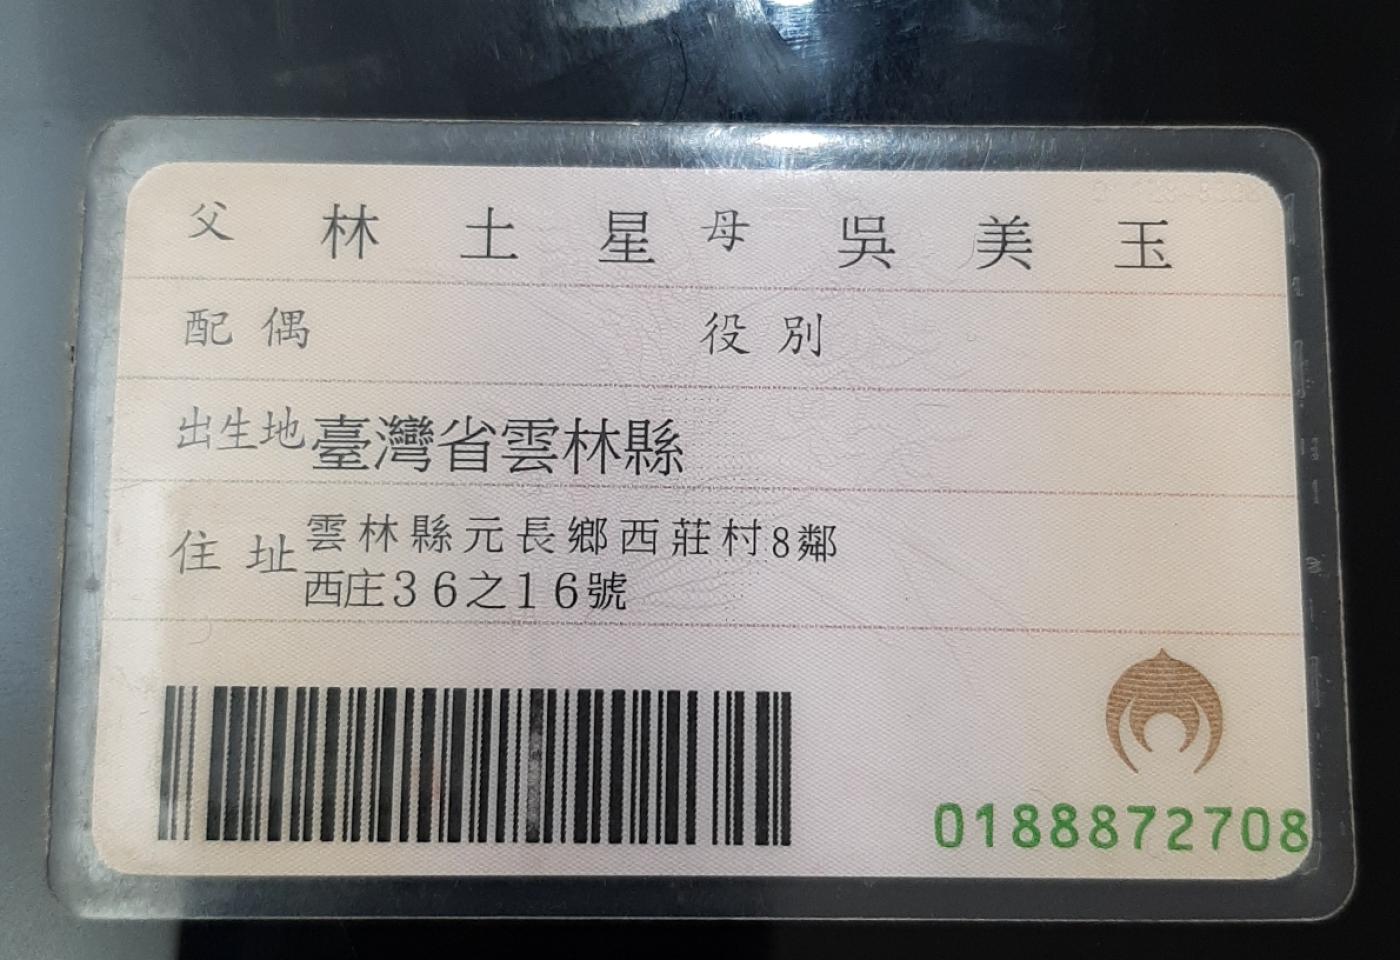 父 林土星 母 吳美玉
配偶 役別
出生地 臺灣省雲林縣
住址 雲林縣元長鄉西莊村8鄰
西庄36之16號
0188872708